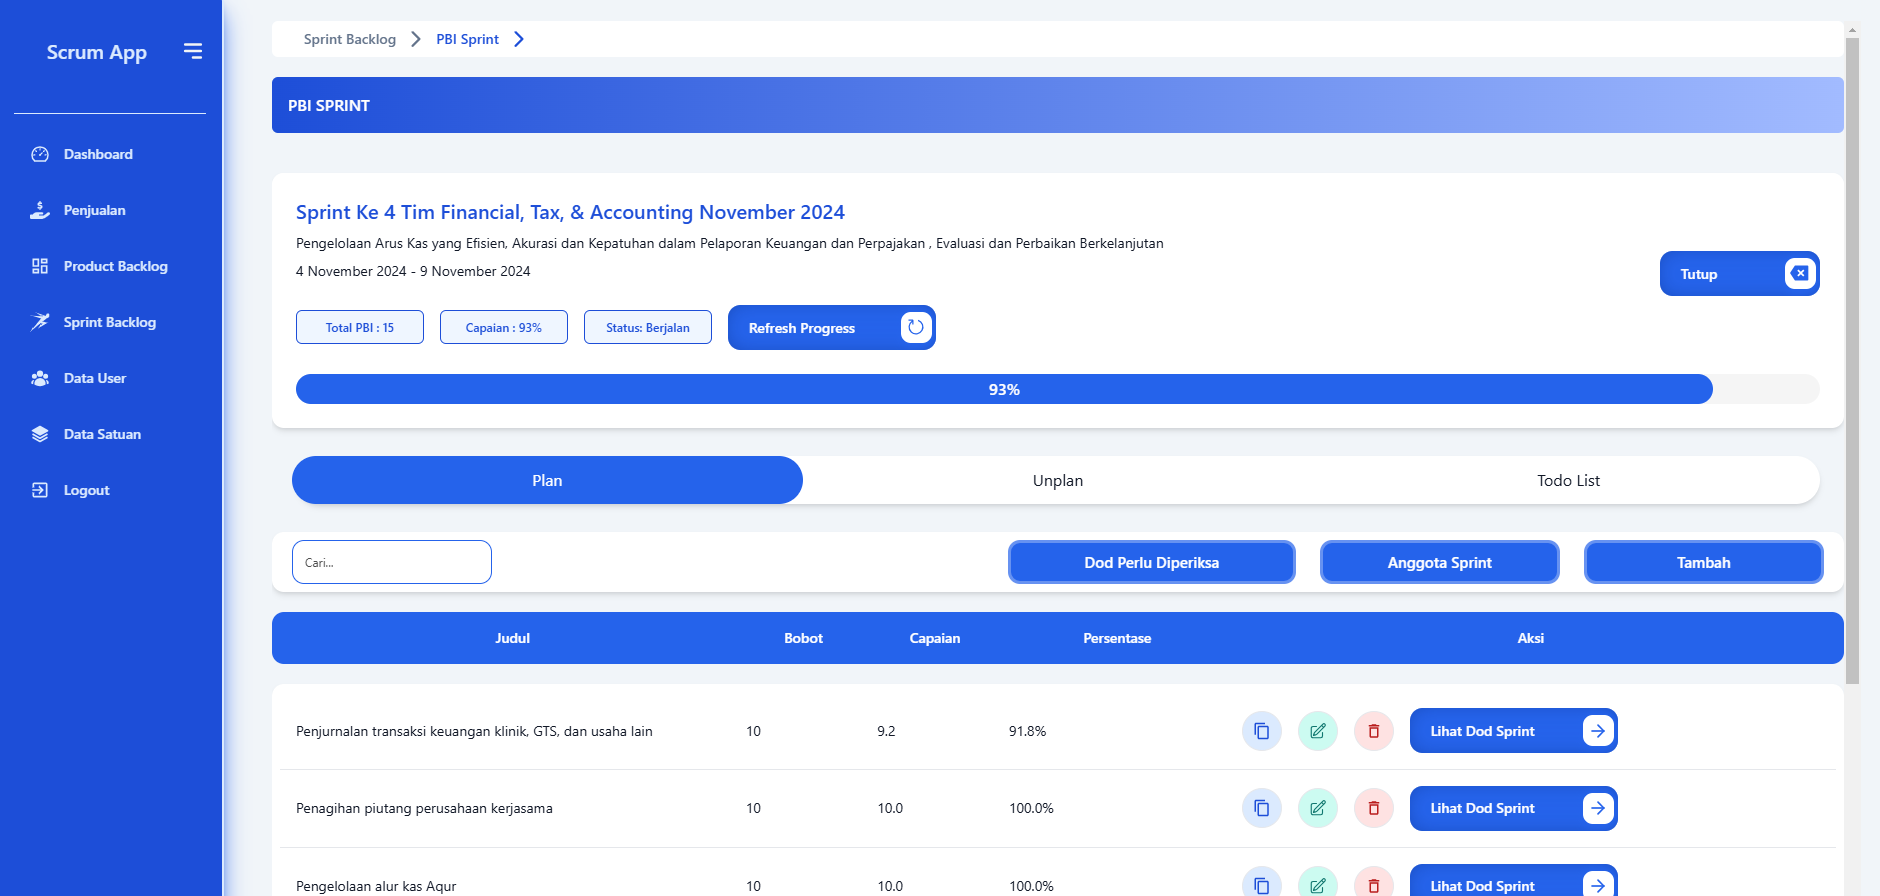 Scrum App
Dashboard
Penjualan
Product Backlog
Sprint Backlog
Data User
Data Satuan
Logout
Sprint Backlog PBI Sprint
PBI SPRINT
Sprint Ke 4 Tim Financial, Tax, & Accounting November 2024
Pengelolaan Arus Kas yang Efisien, Akurasi dan Kepatuhan dalam Pelaporan Keuangan dan Perpajakan , Evaluasi dan Perbaikan Berkelanjutan
4 November 2024 - 9 November 2024
Tutup
Total PBI : 15 Capaian : 93% Status: Berjalan Refresh Progress
93%
Plan Unplan Todo List
Cari... Dod Perlu Diperiksa Anggota Sprint Tambah
Judul Bobot Capaian Persentase Aksi
Penjurnalan transaksi keuangan klinik, GTS, dan usaha lain 10 9.2 91.8% Lihat Dod Sprint
Penagihan piutang perusahaan kerjasama 10 10.0 100.0% Lihat Dod Sprint
Pengelolaan alur kas Aqur 10 10.0 100.0% Lihat Dod Sprint